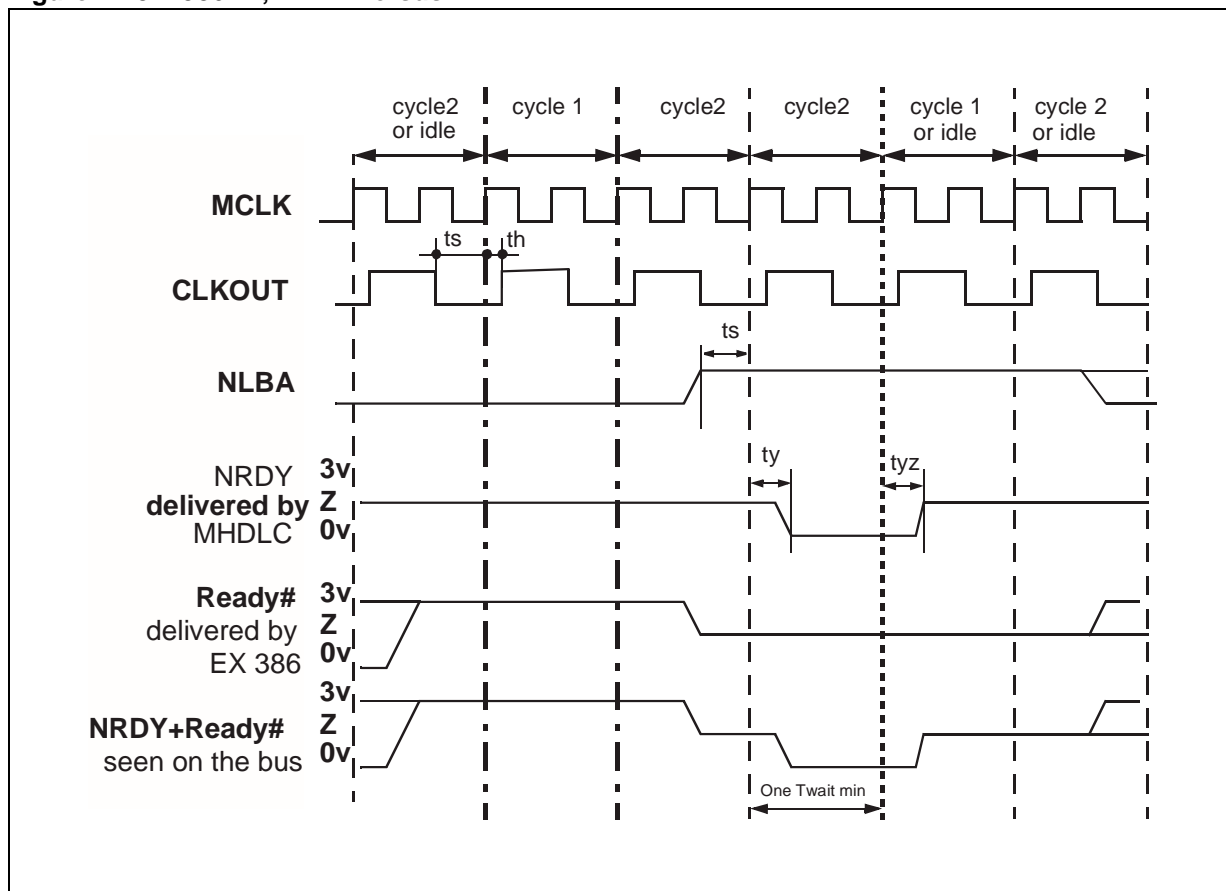 cycle2
or idle
cycle 1
cycle2
cycle2
cycle 1
or idle
cycle 2
or idle
MCLK
ts
th
CLKOUT
ts
NLBA
ty
tyz
NRDY
delivered by
MHDLC
3v
Z
0v
Ready#
delivered by
EX 386
3v
Z
0v
NRDY+Ready#
seen on the bus
3v
Z
0v
One Twait min